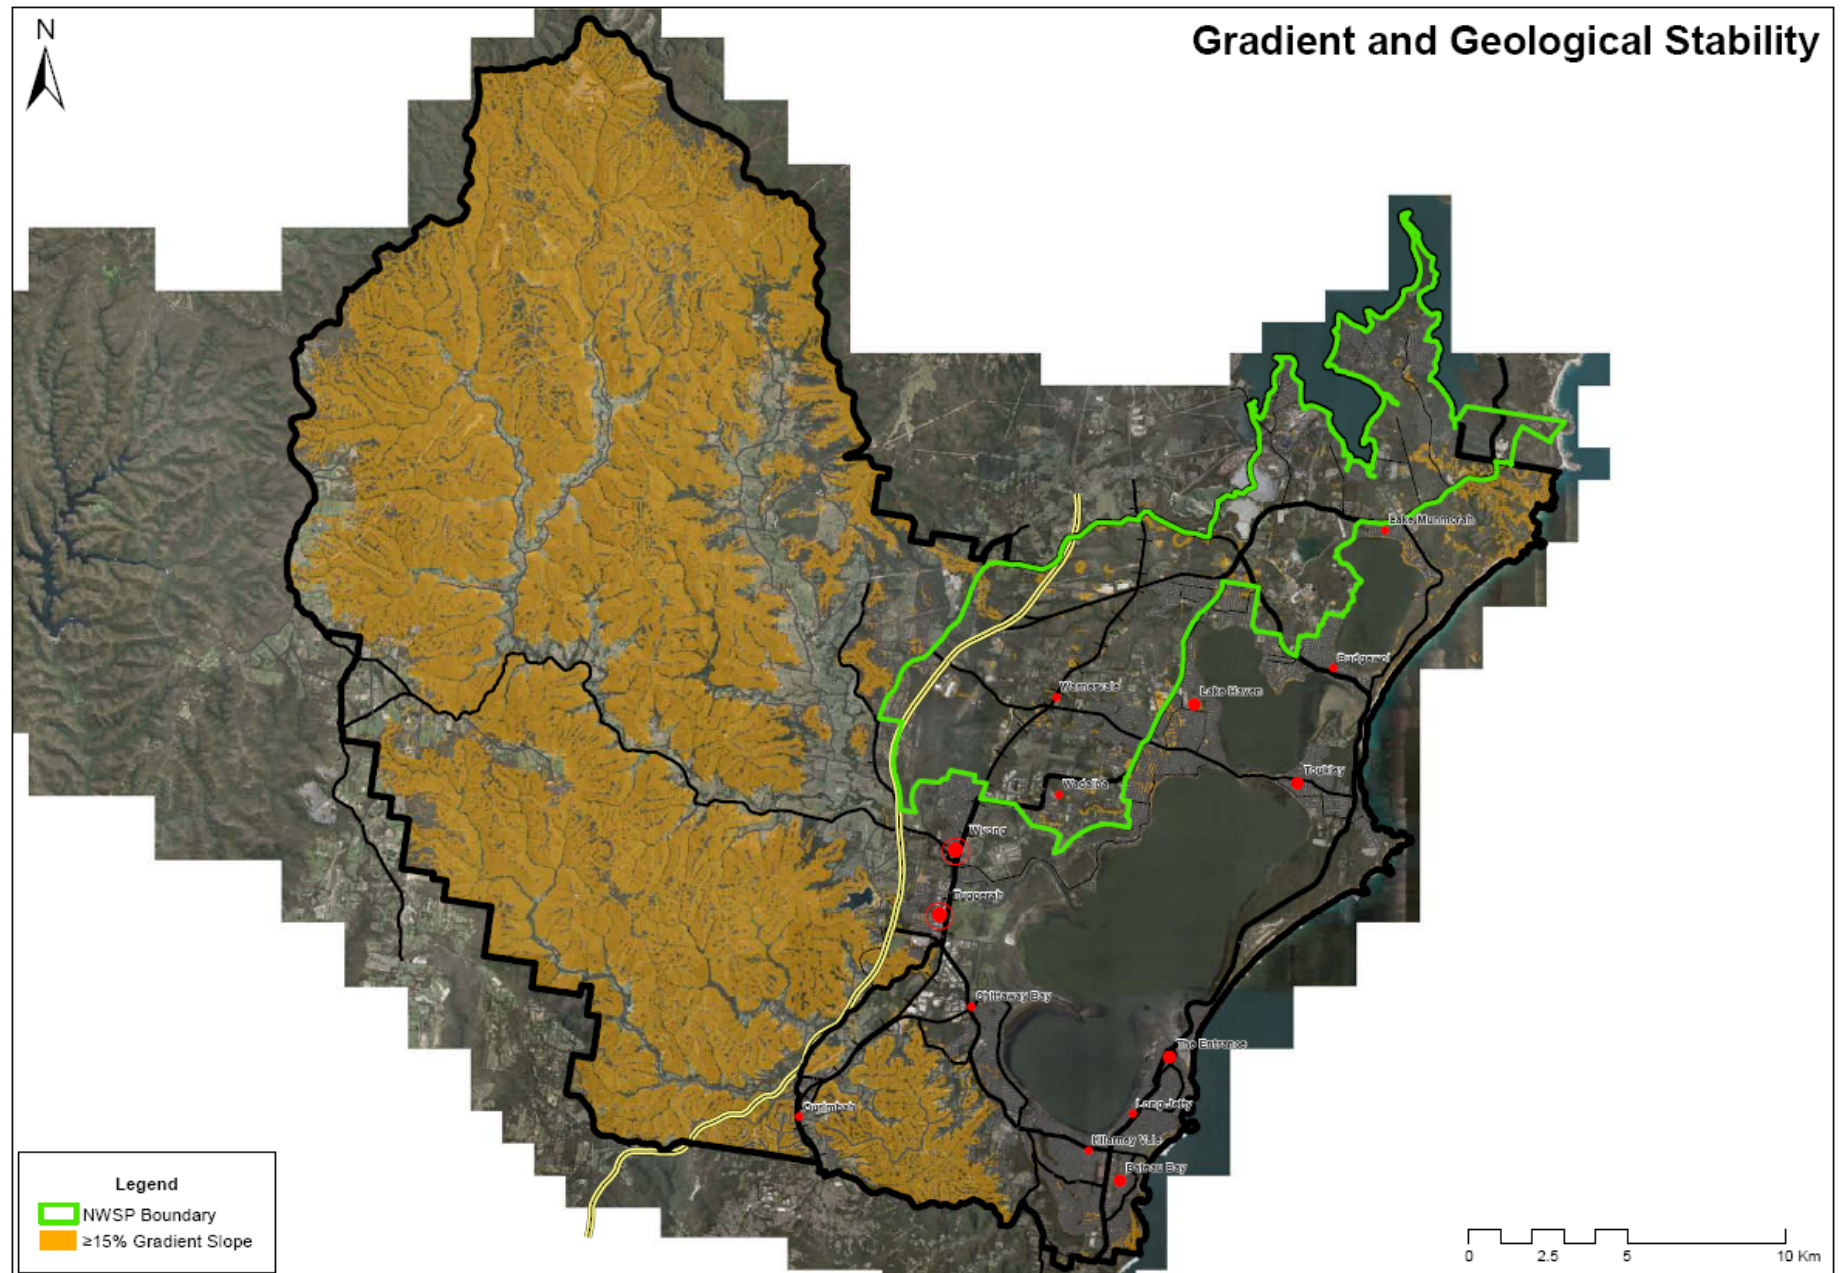 N
Gradient and Geological Stability
Lake Munmorah
Budgewoi
Warnervale
Lake Haven
Toukley
Wadalba
Wyong
Tuggerah
Chittaway Bay
The Entrance
Long Jetty
Ourimbah
Killarney Vale
Bateau Bay
Legend
NWSP Boundary
≥15% Gradient Slope
0 2.5 5 10 Km